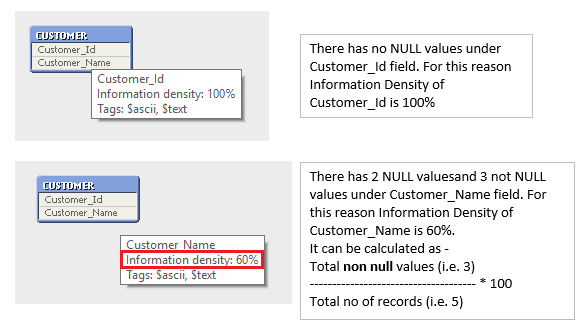 CUSTOMER
Customer_Id
Customer_Name
Customer_Id
Information density: 100%
Tags: $ascii, $text
There has no NULL values under
Customer_Id field. For this reason
Information Density of
Customer_Id is 100%
CUSTOMER
Customer_Id
Customer_Name
Customer_Name
Information density: 60%
Tags: $ascii, $text
There has 2 NULL valuesand 3 not NULL
values under Customer_Name field. For
this reason Information Density of
Customer_Name is 60%.
It can be calculated as -
Total non null values (i.e. 3)
------------------------------------- * 100
Total no of records (i.e. 5)